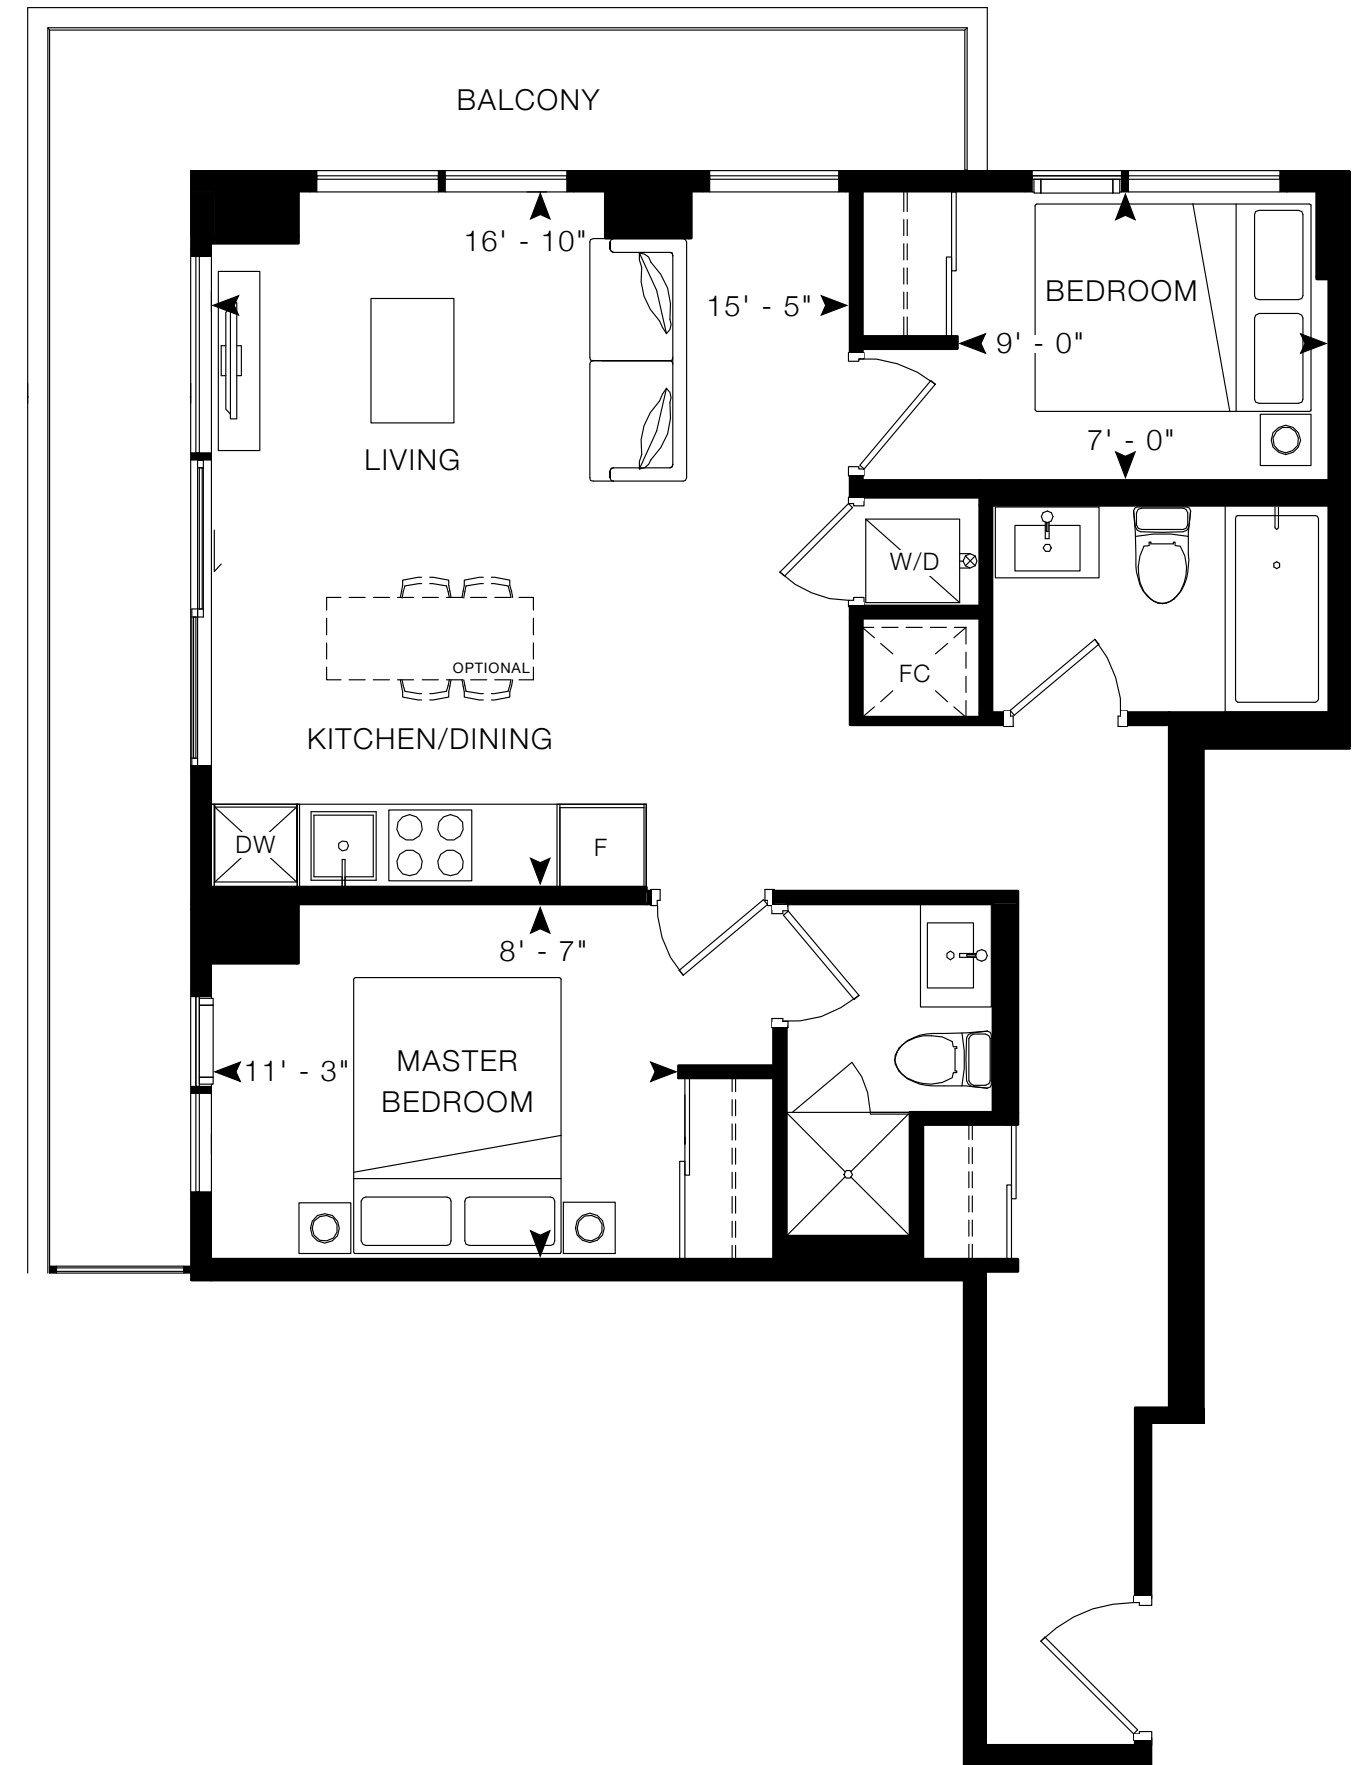 BALCONY
16' - 10"
15' - 5"
BEDROOM
9' - 0"
7' - 0"
LIVING
W/D
OPTIONAL
FC
KITCHEN/DINING
DW
F
8' - 7"
11' - 3"
MASTER
BEDROOM